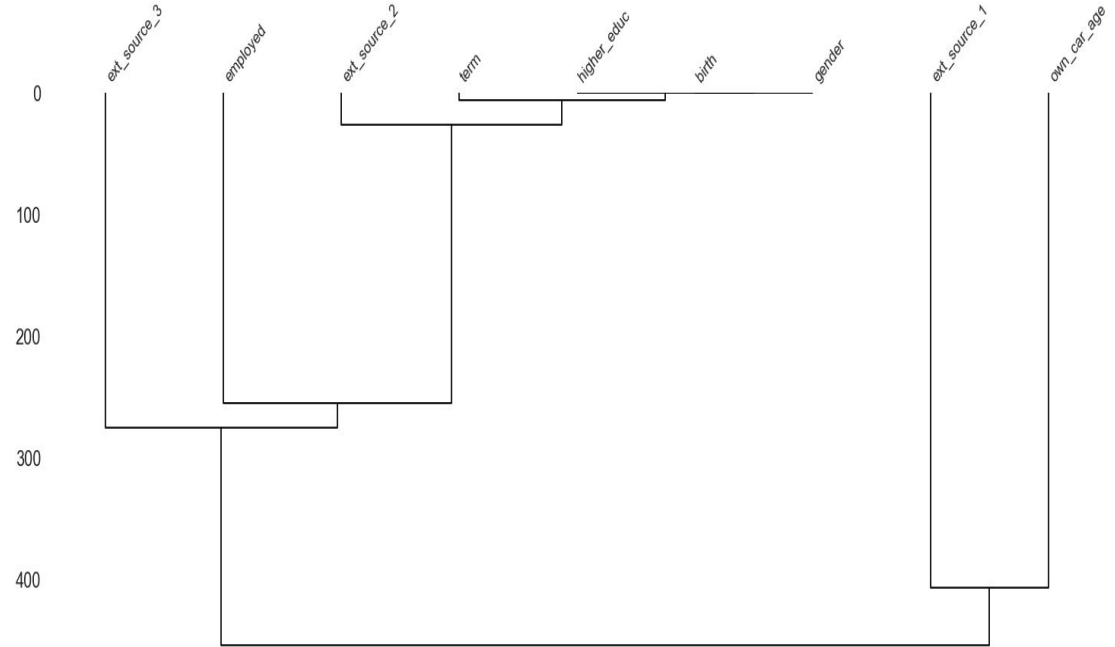 ext_source_3
employed
ext_source_2
term
higher_educ
birth
gender
ext_source_1
own_car_age
0
100
200
300
400